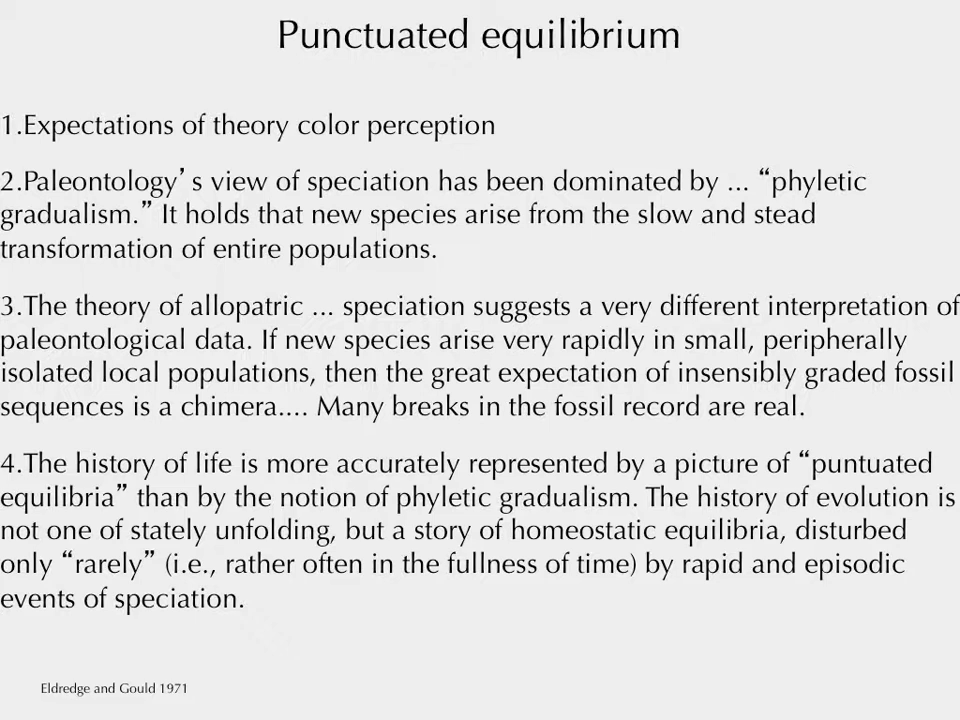 Punctuated equilibrium
1.Expectations of theory color perception
2.Paleontology’s view of speciation has been dominated by ... “phyletic
gradualism.” It holds that new species arise from the slow and stead
transformation of entire populations.
3.The theory of allopatric ... speciation suggests a very different interpretation of
paleontological data. If new species arise very rapidly in small, peripherally
isolated local populations, then the great expectation of insensibly graded fossil
sequences is a chimera.... Many breaks in the fossil record are real.
4.The history of life is more accurately represented by a picture of “puntuated
equilibria” than by the notion of phyletic gradualism. The history of evolution is
not one of stately unfolding, but a story of homeostatic equilibria, disturbed
only “rarely” (i.e., rather often in the fullness of time) by rapid and episodic
events of speciation.
Eldredge and Gould 1971